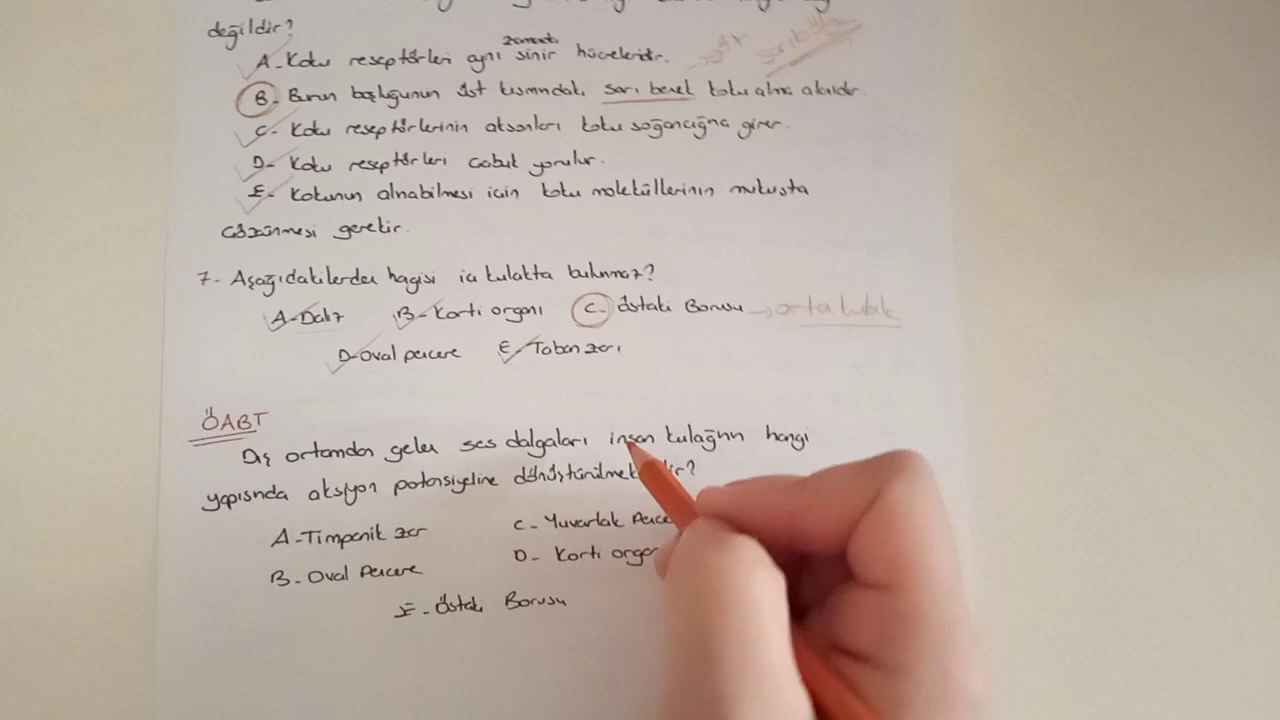 değildir?
A- Koku reseptörleri aynı zamanda sinir hücreleridir.
B- Burun boşluğunun üst kısmındaki sarı benek koku alma alanıdır.
C- Koku reseptörlerinin aksonları koku soğancığına girer.
D- Koku reseptörleri çabuk yorulur.
E- Kokunun alınabilmesi için koku moleküllerinin mukusta
çözünmesi gerekir.
7- Aşağıdakilerden hagisi iç kulakta bulunmaz?
A- Dalız B- Korti organı C- Östaki Borusu → orta kulak
D- Oval pencere E- Taban zarı
ÖABT
Dış ortamdan gelen ses dalgaları insan kulağının hangi
yapısında aksiyon potansiyeline dönüştürülmektedir?
A- Timpanik zar C- Yuvarlak Pence
B- Oval Pencere D- Korti organ
E- Östaki Borusu